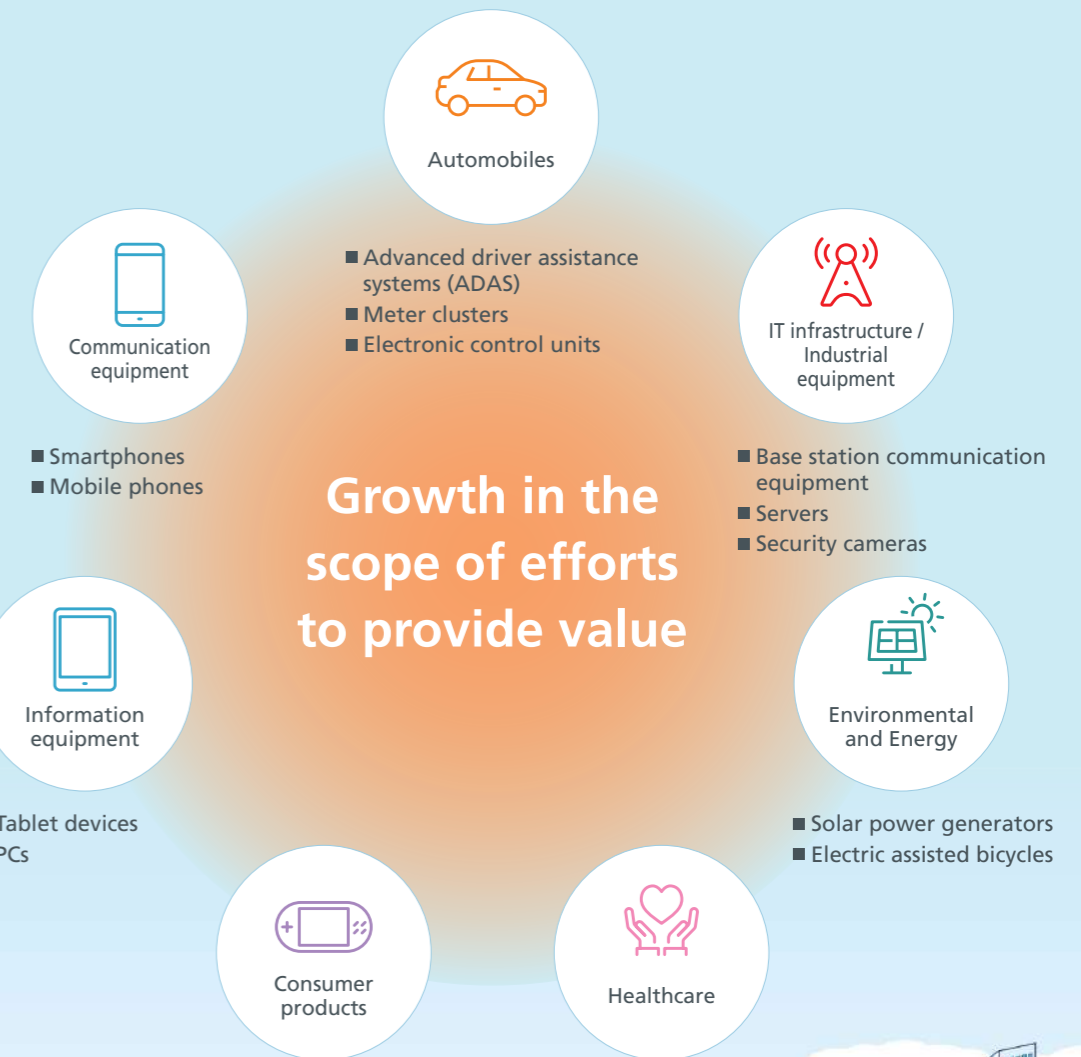 Automobiles
■ Advanced driver assistance
systems (ADAS)
■ Meter clusters
■ Electronic control units
Communication
equipment
■ Smartphones
■ Mobile phones
IT infrastructure /
Industrial
equipment
■ Base station communication
equipment
■ Servers
■ Security cameras
Growth in the
scope of efforts
to provide value
Information
equipment
Tablet devices
PCs
Environmental
and Energy
■ Solar power generators
■ Electric assisted bicycles
Consumer
products
Healthcare